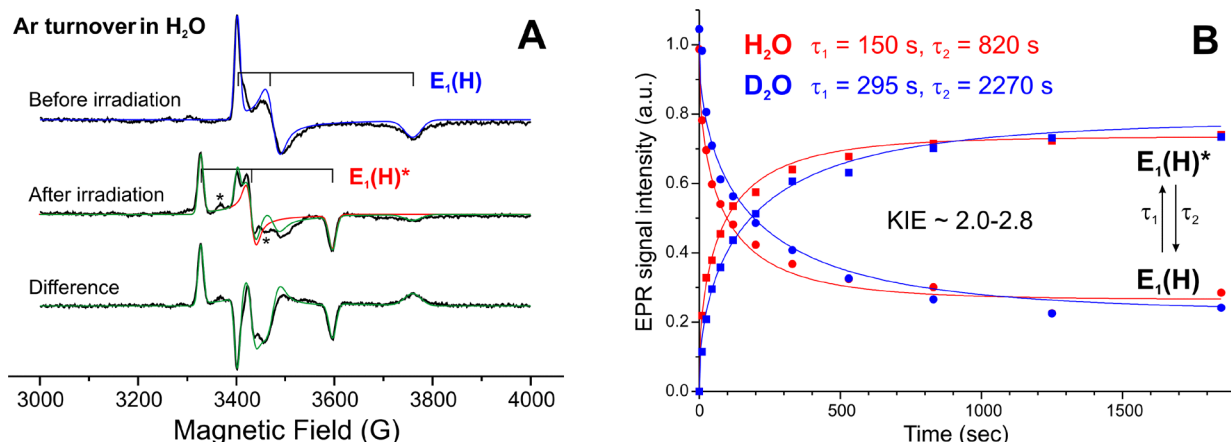 Ar turnover in H₂O
A
Before irradiation
E₁(H)
After irradiation
E₁(H)*
*
*
Difference
3000 3200 3400 3600 3800 4000
Magnetic Field (G)
B
H₂O τ₁ = 150 s, τ₂ = 820 s
D₂O τ₁ = 295 s, τ₂ = 2270 s
E₁(H)*
KIE ~ 2.0-2.8
τ₁ τ₂
E₁(H)
EPR signal intensity (a.u.)
1.0
0.8
0.6
0.4
0.2
0.0
0 500 1000 1500
Time (sec)